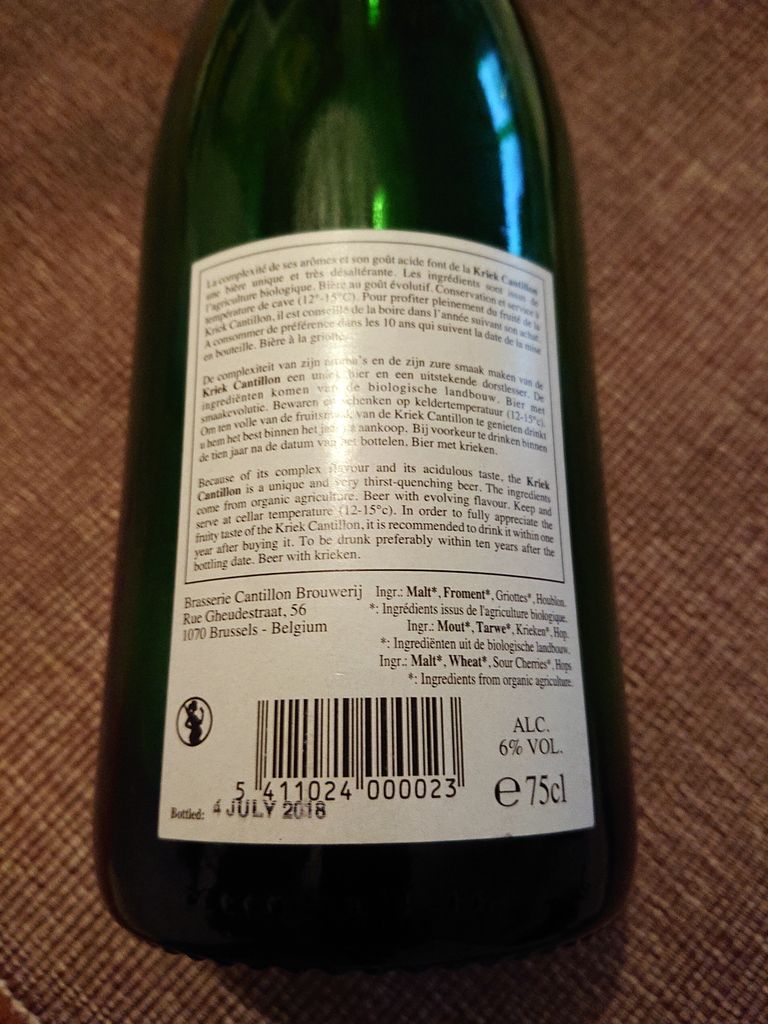 La complexité de ses arômes et son goût acide font de la Kriek Cantillon
une bière unique et très désaltérante. Les ingrédients sont issus de
l'agriculture biologique. Bière au goût évolutif. Conservation et service à
température de cave (12°-15°C). Pour profiter pleinement du fruité de la
Kriek Cantillon, il est conseillé de la boire dans l'année suivant son achat.
A consommer de préférence dans les 10 ans qui suivent la date de la mise
en bouteille. Bière à la griotte.
De complexiteit van zijn aroma's en de zijn zure smaak maken van de
Kriek Cantillon een uniek bier en een uitstekende dorstlesser. De
ingrediënten komen van de biologische landbouw. Bier met
smaakevolutie. Bewaren en schenken op keldertemperatuur (12-15°c).
Om ten volle van de fruitsmaak van de Kriek Cantillon te genieten drinkt
u hem het best binnen het jaar na aankoop. Bij voorkeur te drinken binnen
de tien jaar na de datum van het bottelen. Bier met krieken.
Because of its complex flavour and its acidulous taste, the Kriek
Cantillon is a unique and very thirst-quenching beer. The ingredients
come from organic agriculture. Beer with evolving flavour. Keep and
serve at cellar temperature (12-15°c). In order to fully appreciate the
fruity taste of the Kriek Cantillon, it is recommended to drink it within one
year after buying it. To be drunk preferably within ten years after the
bottling date. Beer with krieken.
Brasserie Cantillon Brouwerij
Rue Gheudestraat, 56
1070 Brussels - Belgium
Ingr.: Malt*, Froment*, Griottes*, Houblon.
*: Ingrédients issus de l'agriculture biologique.
Ingr.: Mout*, Tarwe*, Krieken*, Hop.
*: Ingrediënten uit de biologische landbouw.
Ingr.: Malt*, Wheat*, Sour Cherries*, Hops
*: Ingredients from organic agriculture.
ALC.
6% VOL.
5 411024 000023
e 75cl
Bottled: 4 JULY 2018